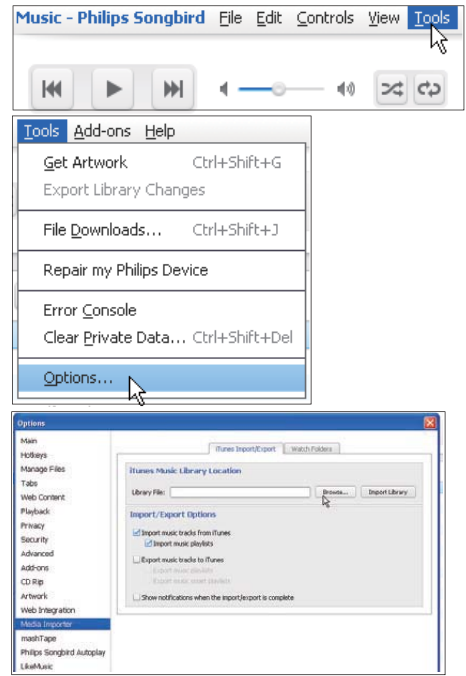 Music - Philips Songbird File Edit Controls View Tools
Tools Add-ons Help
Get Artwork Ctrl+Shift+G
Export Library Changes
File Downloads... Ctrl+Shift+J
Repair my Philips Device
Error Console
Clear Private Data... Ctrl+Shift+Del
Options...
Options
Main
Hotkeys
Manage Files
Tabs
Web Content
Playback
Privacy
Security
Advanced
Add-ons
CD Rip
Artwork
Web Integration
Media Importer
mashTape
Philips Songbird Autoplay
LikeMusic
iTunes Import/Export Watch Folders
iTunes Music Library Location
Library File: Browse... Import Library
Import/Export Options
Import music tracks from iTunes
Import music playlists
Export music tracks to iTunes
Export music playlists
Export music smart playlists
Show notifications when the import/export is complete